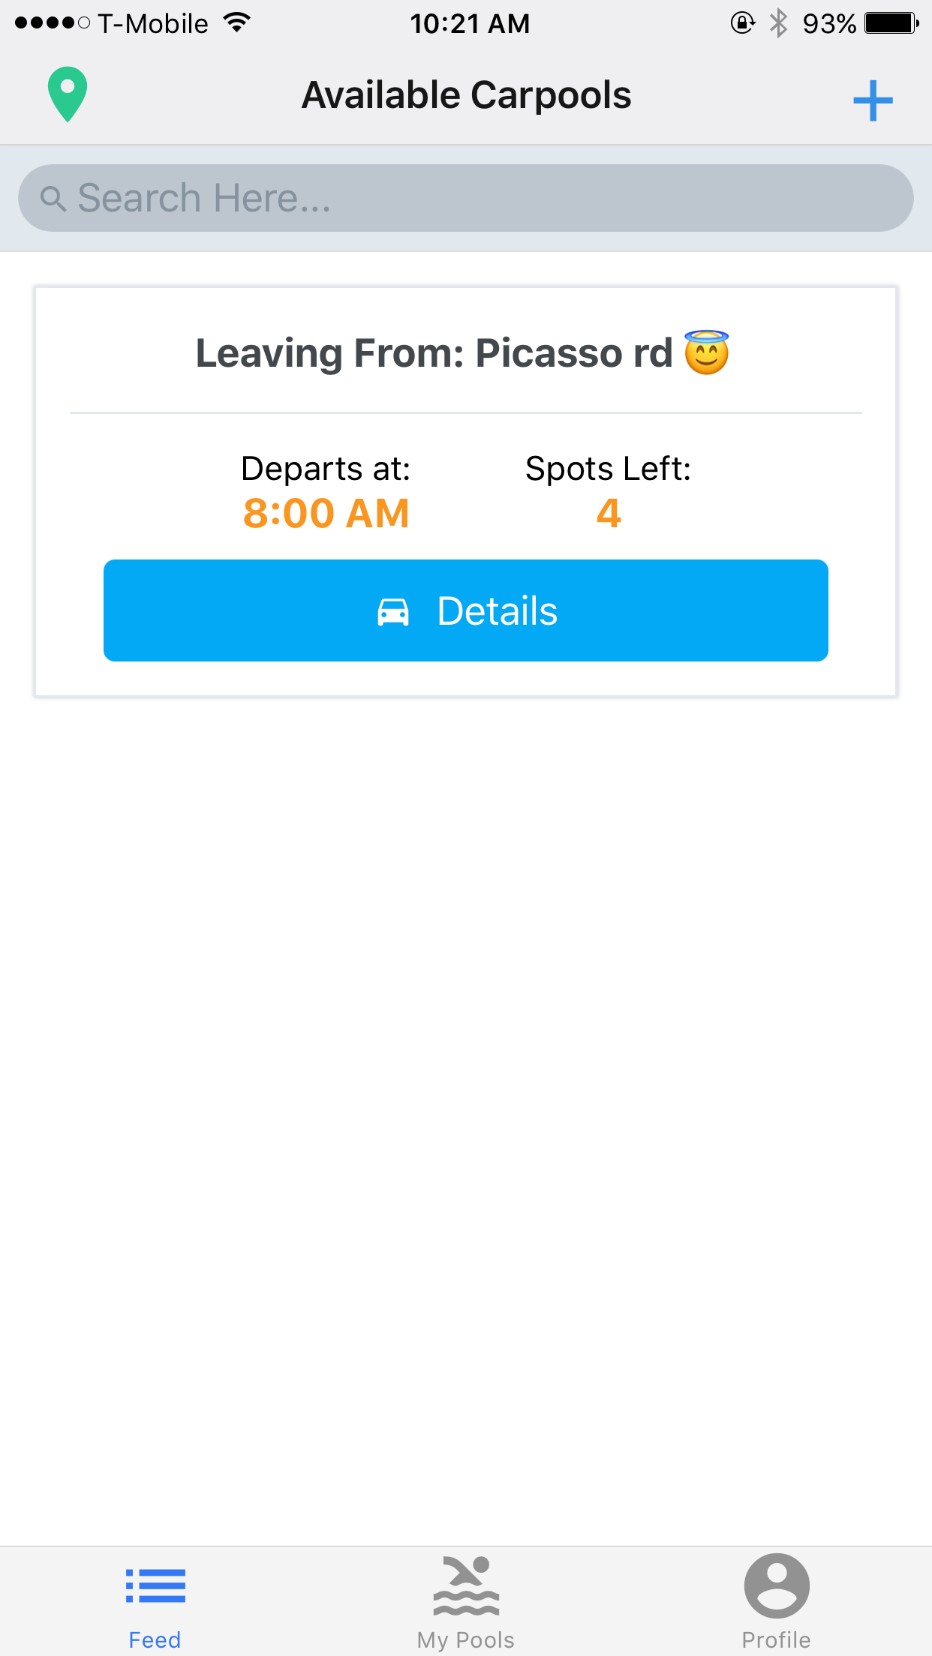 T-Mobile 10:21 AM 93%
Available Carpools
Search Here...
Leaving From: Picasso rd 😇
Departs at: Spots Left:
8:00 AM 4
Details
Feed My Pools Profile